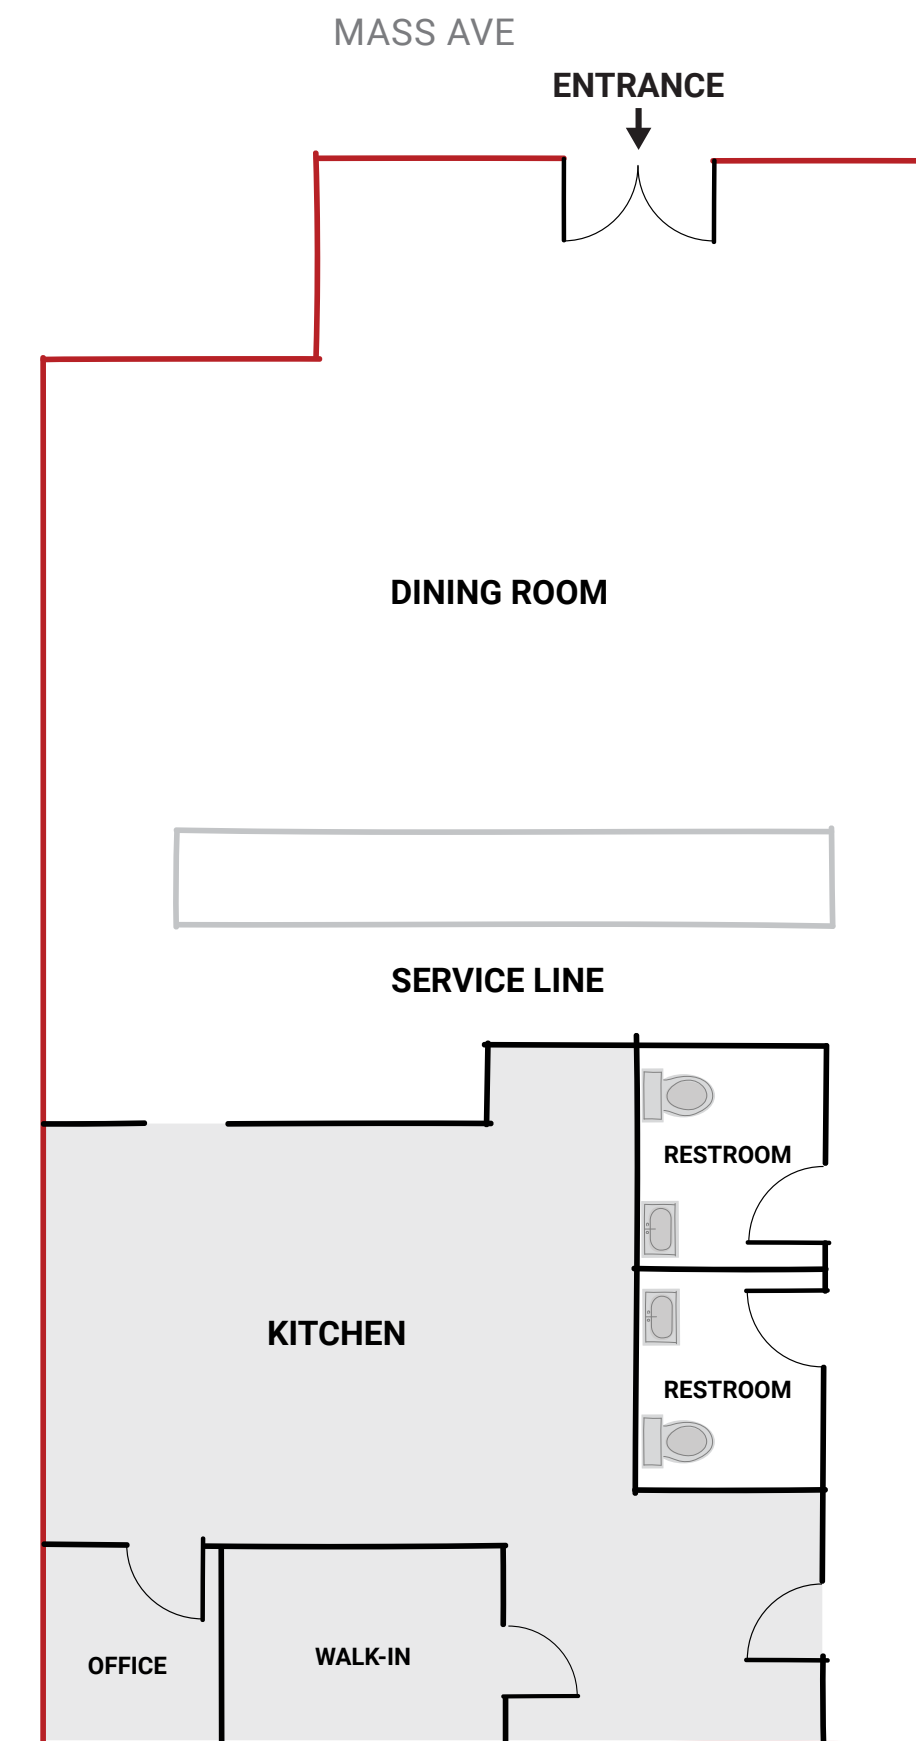 MASS AVE
ENTRANCE
DINING ROOM
SERVICE LINE
RESTROOM
KITCHEN
RESTROOM
WALK-IN
OFFICE